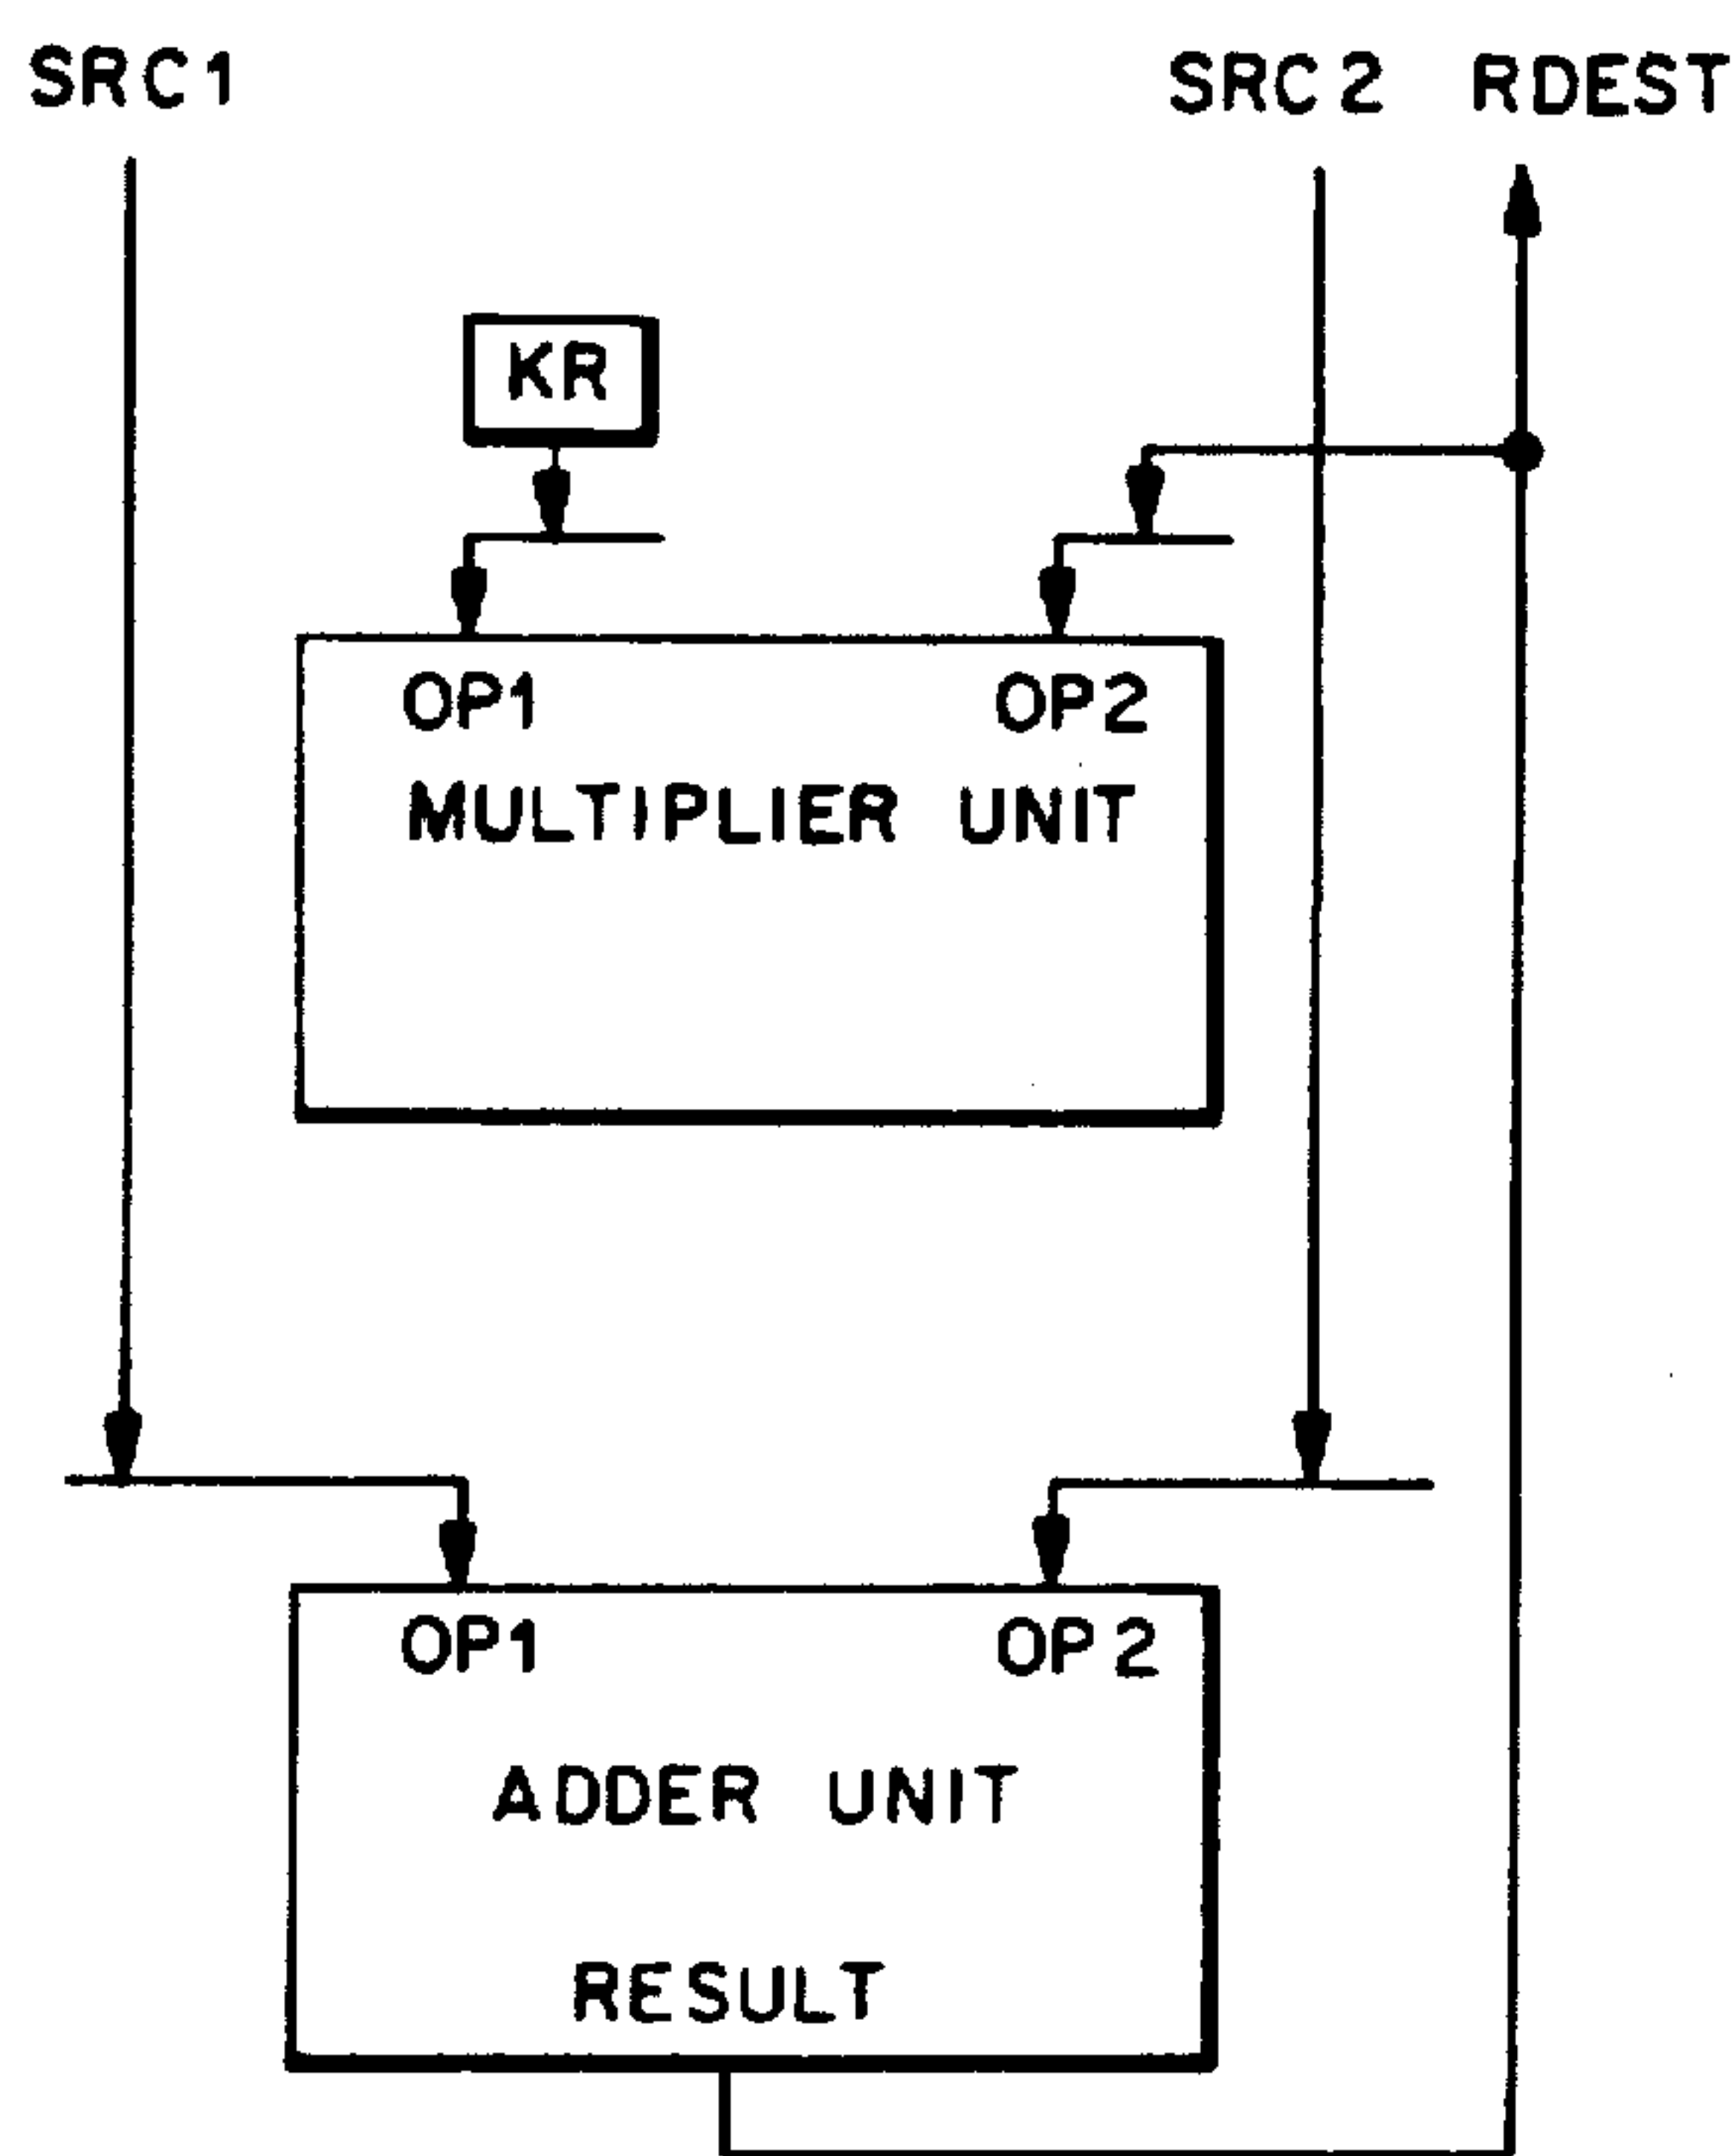 SRC1 SRC2 RDEST
KR
OP1 OP2
MULTIPLIER UNIT
OP1 OP2
ADDER UNIT
RESULT